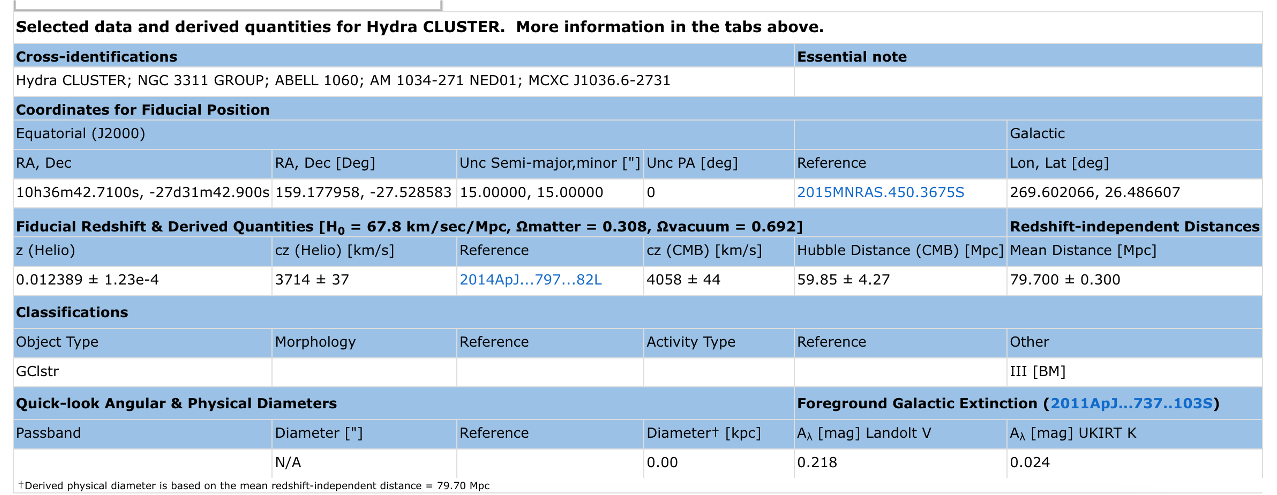 Selected data and derived quantities for Hydra CLUSTER. More information in the tabs above.
Cross-identifications Essential note
Hydra CLUSTER; NGC 3311 GROUP; ABELL 1060; AM 1034-271 NED01; MCXC J1036.6-2731
Coordinates for Fiducial Position
Equatorial (J2000) Galactic
RA, Dec RA, Dec [Deg] Unc Semi-major,minor ["] Unc PA [deg] Reference Lon, Lat [deg]
10h36m42.7100s, -27d31m42.900s 159.177958, -27.528583 15.00000, 15.00000 0 2015MNRAS.450.3675S 269.602066, 26.486607
Fiducial Redshift & Derived Quantities [H₀ = 67.8 km/sec/Mpc, Ωmatter = 0.308, Ωvacuum = 0.692] Redshift-independent Distances
z (Helio) cz (Helio) [km/s] Reference cz (CMB) [km/s] Hubble Distance (CMB) [Mpc] Mean Distance [Mpc]
0.012389 ± 1.23e-4 3714 ± 37 2014ApJ...797...82L 4058 ± 44 59.85 ± 4.27 79.700 ± 0.300
Classifications
Object Type Morphology Reference Activity Type Reference Other
GClstr III [BM]
Quick-look Angular & Physical Diameters Foreground Galactic Extinction (2011ApJ...737..103S)
Passband Diameter ["] Reference Diameter† [kpc] Aλ [mag] Landolt V Aλ [mag] UKIRT K
N/A 0.00 0.218 0.024
†Derived physical diameter is based on the mean redshift-independent distance = 79.70 Mpc